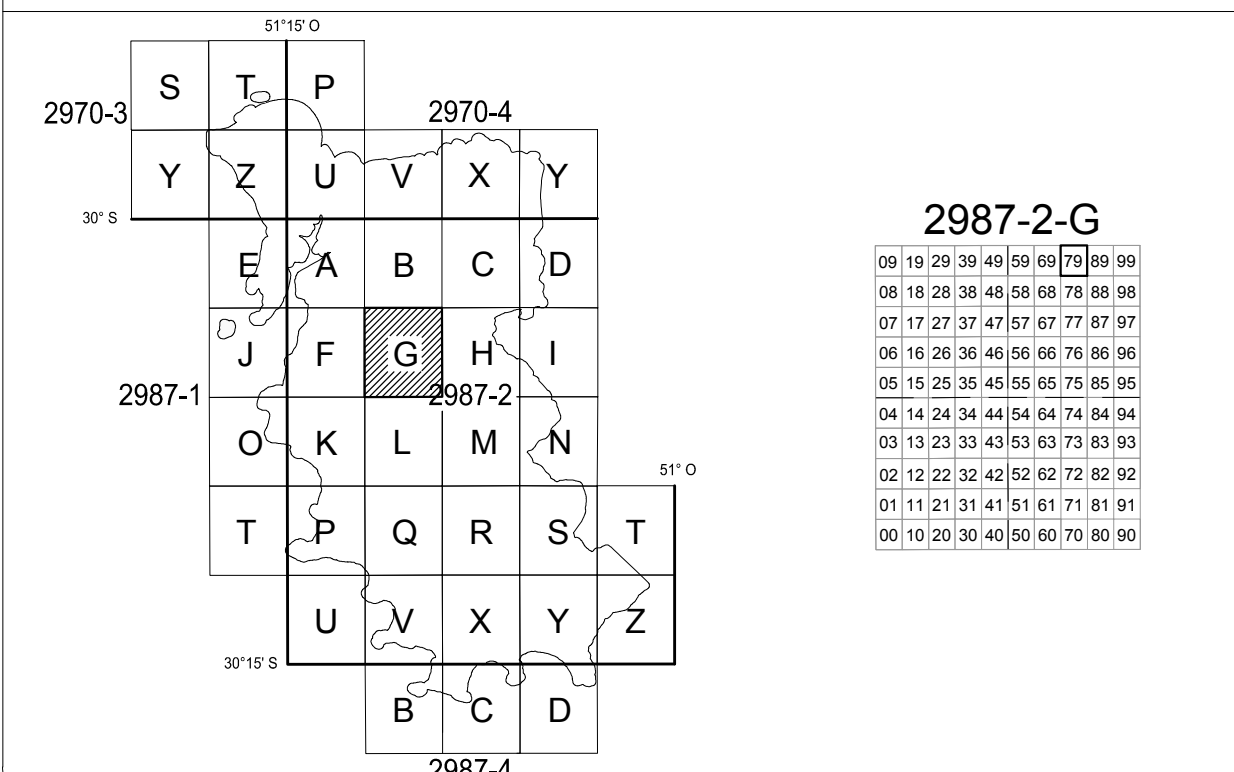 51°15' O
S T P
2970-3 2970-4
Y Z U V X Y
30° S
E A B C D
J F G H I
2987-1 2987-2
O K L M N
51° O
T P Q R S T
U V X Y Z
30°15' S
B C D
2987-4
2987-2-G
09 19 29 39 49 59 69 79 89 99
08 18 28 38 48 58 68 78 88 98
07 17 27 37 47 57 67 77 87 97
06 16 26 36 46 56 66 76 86 96
05 15 25 35 45 55 65 75 85 95
04 14 24 34 44 54 64 74 84 94
03 13 23 33 43 53 63 73 83 93
02 12 22 32 42 52 62 72 82 92
01 11 21 31 41 51 61 71 81 91
00 10 20 30 40 50 60 70 80 90